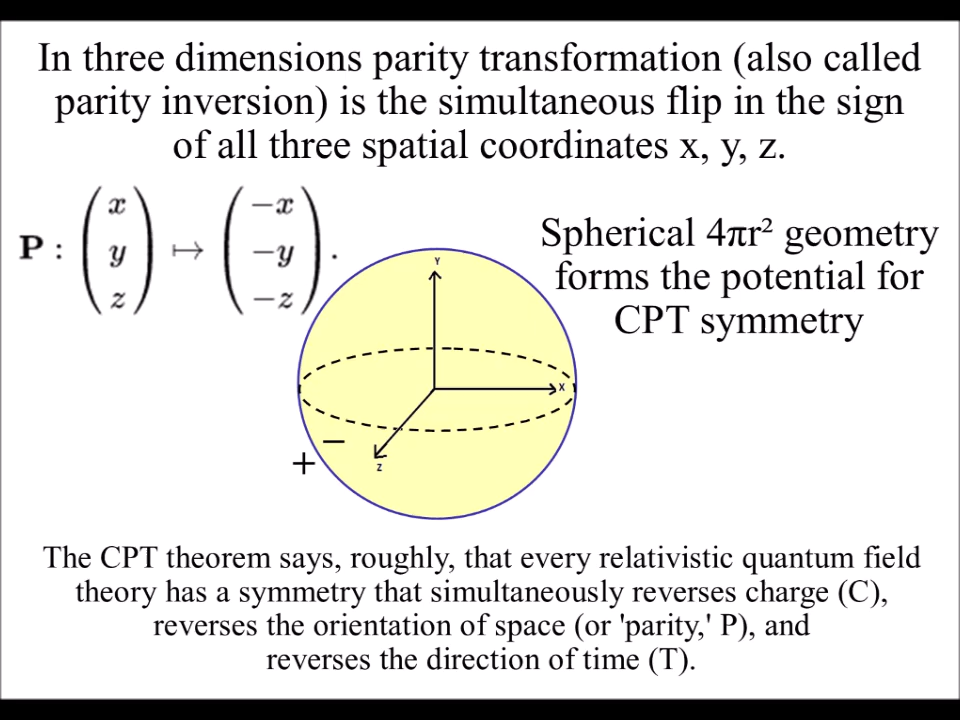 In three dimensions parity transformation (also called
parity inversion) is the simultaneous flip in the sign
of all three spatial coordinates x, y, z.
P : ( x y z ) ↦ ( −x −y −z ) .
Spherical 4πr² geometry
forms the potential for
CPT symmetry
Y
X
Z
+ −
The CPT theorem says, roughly, that every relativistic quantum field
theory has a symmetry that simultaneously reverses charge (C),
reverses the orientation of space (or 'parity,' P), and
reverses the direction of time (T).